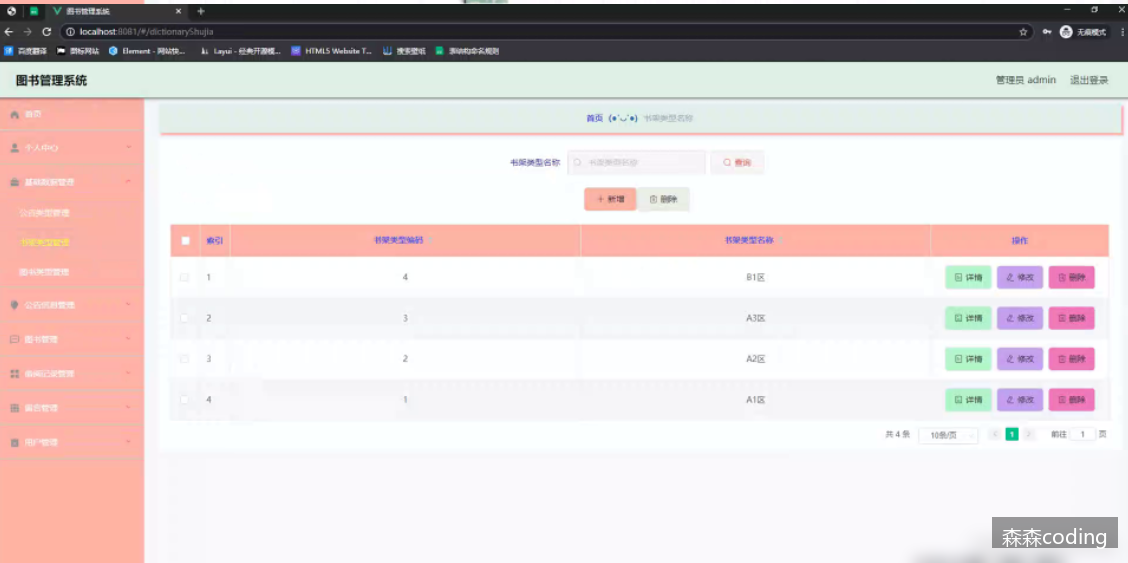 图书管理系统
localhost:8081/#/dictionaryShujia
无痕模式
百度翻译
图标网站
Element - 网站快...
Layui - 经典开源模...
HTML5 Website T...
搜索壁纸
驱动构命名规则
图书管理系统
管理员 admin
退出登录
首页
个人中心
基础数据管理
公告类型管理
书架类型管理
图书类型管理
公告信息管理
图书管理
借阅记录管理
留言管理
用户管理
首页 (●'◡'●) 书架类型名称
书架类型名称 书架类型名称 查询
+ 新增 删除
索引 书架类型编码 书架类型名称 操作
1 4 B1区 详情 修改 删除
2 3 A3区 详情 修改 删除
3 2 A2区 详情 修改 删除
4 1 A1区 详情 修改 删除
共 4 条 10条/页 < 1 > 前往 1 页
森森coding